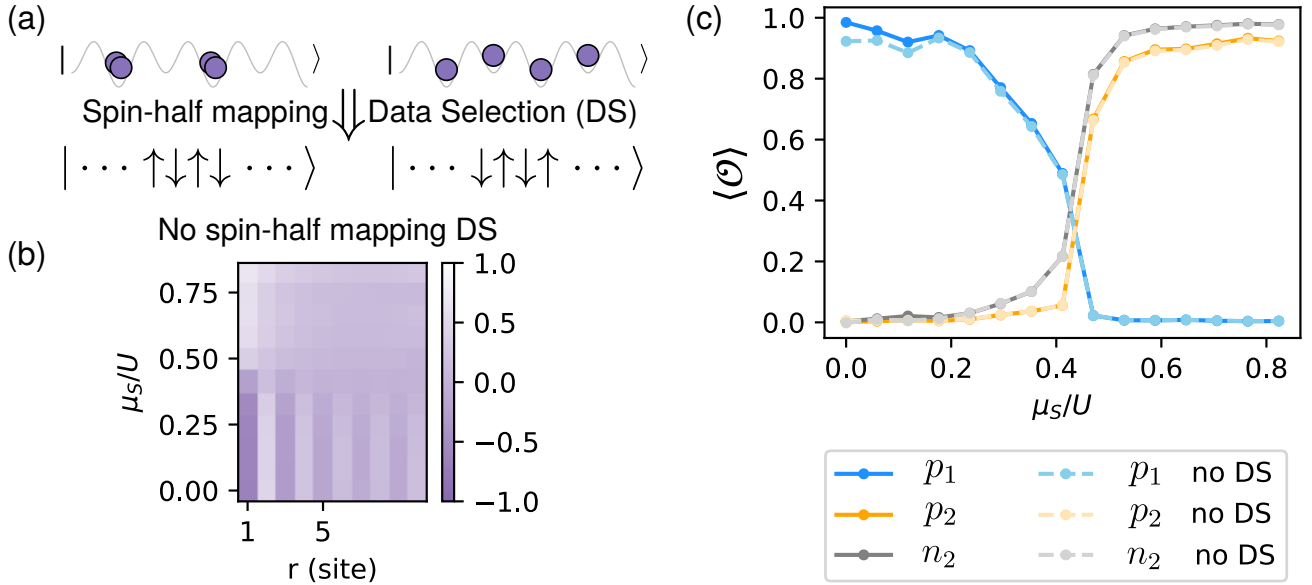 (a)
| ⟩ | ⟩
Spin-half mapping ⇓ Data Selection (DS)
| · · · ↑↓↑↓ · · · ⟩ | · · · ↓↑↓↑ · · · ⟩
No spin-half mapping DS
(b)
μ_S/U
0.75
0.50
0.25
0.00
1 5
r (site)
1.0
0.5
0.0
−0.5
−1.0
(c)
⟨𝒪⟩
1.0
0.8
0.6
0.4
0.2
0.0
0.0 0.2 0.4 0.6 0.8
μ_S/U
p₁ p₁ no DS
p₂ p₂ no DS
n₂ n₂ no DS